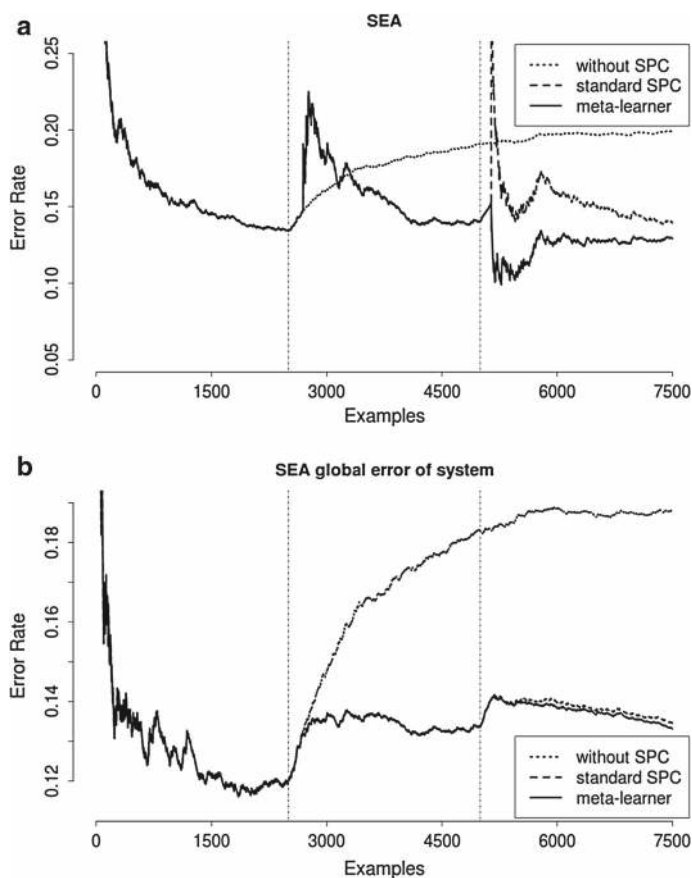 a
SEA
without SPC
standard SPC
meta-learner
Error Rate
0.25
0.20
0.15
0.10
0.05
0 1500 3000 4500 6000 7500
Examples
b
SEA global error of system
Error Rate
0.18
0.16
0.14
0.12
without SPC
standard SPC
meta-learner
0 1500 3000 4500 6000 7500
Examples